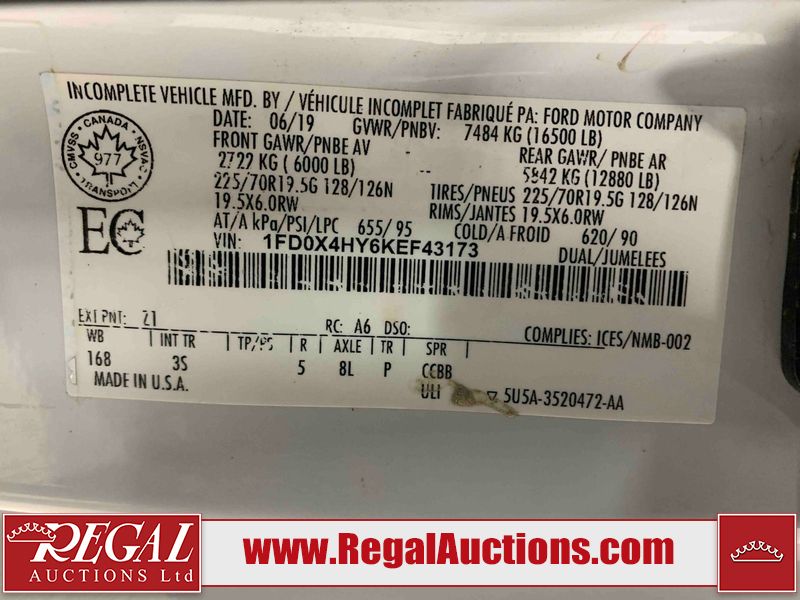 INCOMPLETE VEHICLE MFD. BY / VÉHICULE INCOMPLET FABRIQUÉ PA: FORD MOTOR COMPANY
DATE: 06/19 GVWR/PNBV: 7484 KG (16500 LB)
FRONT GAWR/PNBE AV REAR GAWR/ PNBE AR
2722 KG ( 6000 LB) 5842 KG (12880 LB)
225/70R19.5G 128/126N TIRES/PNEUS 225/70R19.5G 128/126N
19.5X6.0RW RIMS/JANTES 19.5X6.0RW
AT/A kPa/PSI/LPC 655/ 95 COLD/A FROID 620/ 90
VIN: 1FD0X4HY6KEF43173 DUAL/JUMELEES
CANADA
CMVSS NSVAC
977
TRANSPORT
EC
EXT PNT: Z1 RC: A6 DSO: COMPLIES: ICES/NMB-002
WB INT TR TP/PS R AXLE TR SPR
168 3S 5 8L P CCBB
MADE IN U.S.A. ULI ▽ 5U5A-3520472-AA
REGAL
AUCTIONS Ltd
www.RegalAuctions.com